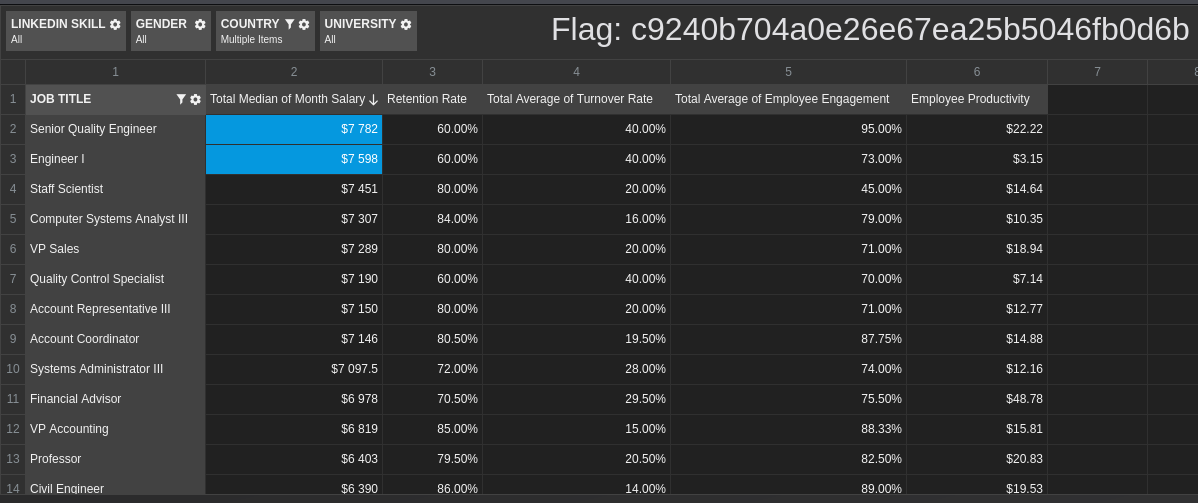 LINKEDIN SKILL GENDER COUNTRY UNIVERSITY
All All Multiple Items All
Flag: c9240b704a0e26e67ea25b5046fb0d6b
1 2 3 4 5 6 7 8
1 JOB TITLE Total Median of Month Salary Retention Rate Total Average of Turnover Rate Total Average of Employee Engagement Employee Productivity
2 Senior Quality Engineer $7 782 60.00% 40.00% 95.00% $22.22
3 Engineer I $7 598 60.00% 40.00% 73.00% $3.15
4 Staff Scientist $7 451 80.00% 20.00% 45.00% $14.64
5 Computer Systems Analyst III $7 307 84.00% 16.00% 79.00% $10.35
6 VP Sales $7 289 80.00% 20.00% 71.00% $18.94
7 Quality Control Specialist $7 190 60.00% 40.00% 70.00% $7.14
8 Account Representative III $7 150 80.00% 20.00% 71.00% $12.77
9 Account Coordinator $7 146 80.50% 19.50% 87.75% $14.88
10 Systems Administrator III $7 097.5 72.00% 28.00% 74.00% $12.16
11 Financial Advisor $6 978 70.50% 29.50% 75.50% $48.78
12 VP Accounting $6 819 85.00% 15.00% 88.33% $15.81
13 Professor $6 403 79.50% 20.50% 82.50% $20.83
14 Civil Engineer $6 390 86.00% 14.00% 89.00% $19.53